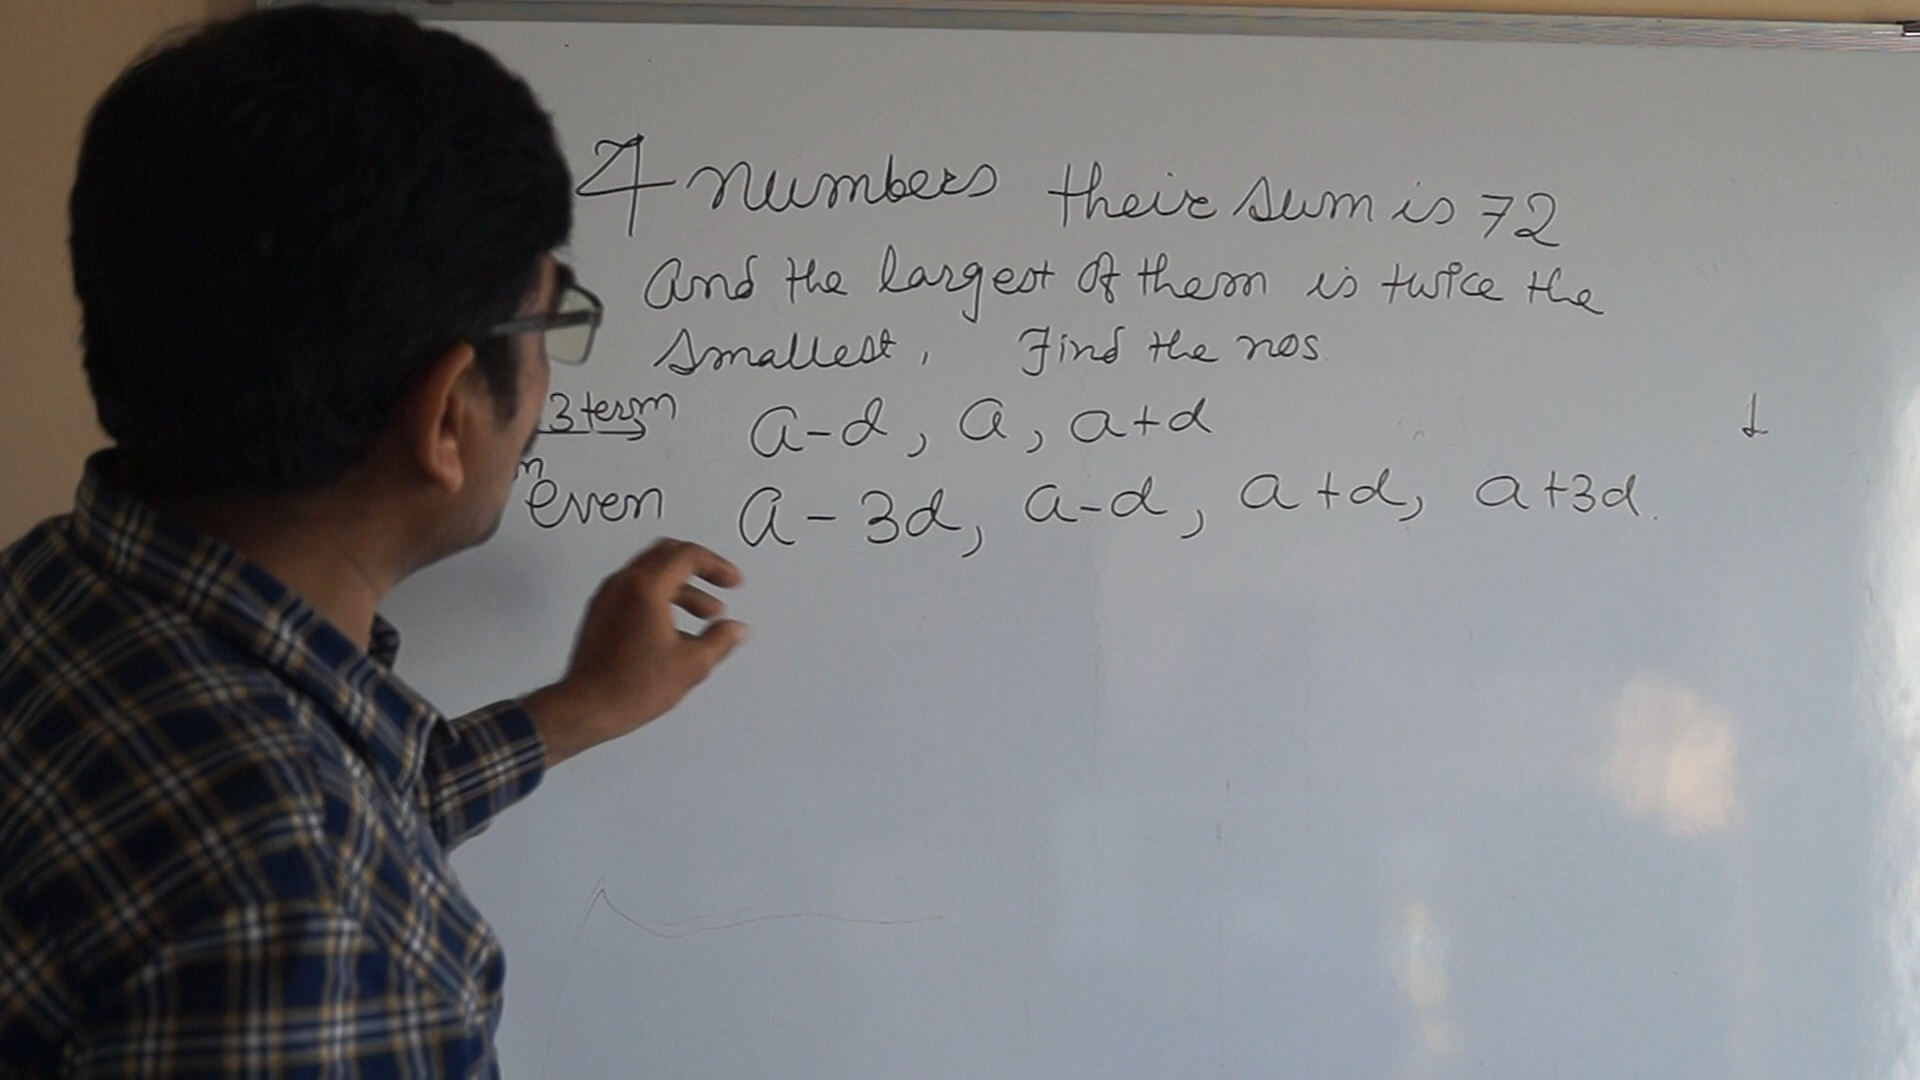 4 numbers their sum is 72
and the largest of them is twice the
smallest, Find the nos.
3 term a-d, a, a+d
even a-3d, a-d, a+d, a+3d.